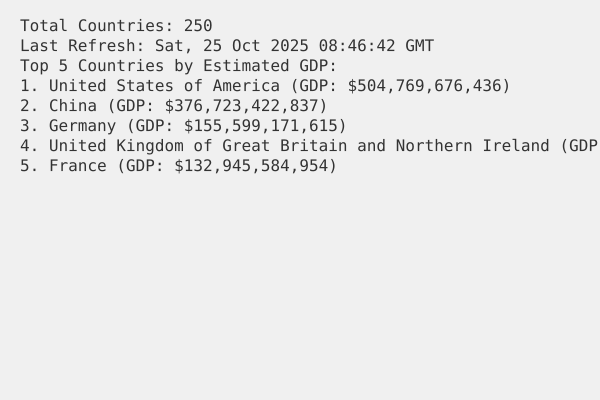 Total Countries: 250
Last Refresh: Sat, 25 Oct 2025 08:46:42 GMT
Top 5 Countries by Estimated GDP:
1. United States of America (GDP: $504,769,676,436)
2. China (GDP: $376,723,422,837)
3. Germany (GDP: $155,599,171,615)
4. United Kingdom of Great Britain and Northern Ireland (GDP
5. France (GDP: $132,945,584,954)